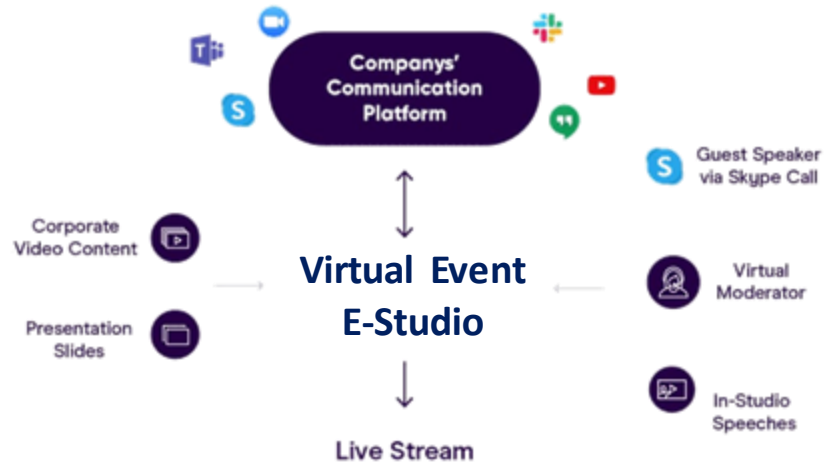 Companys'
Communication
Platform
Guest Speaker
via Skype Call
Corporate
Video Content
Virtual Event
E-Studio
Virtual
Moderator
Presentation
Slides
In-Studio
Speeches
Live Stream